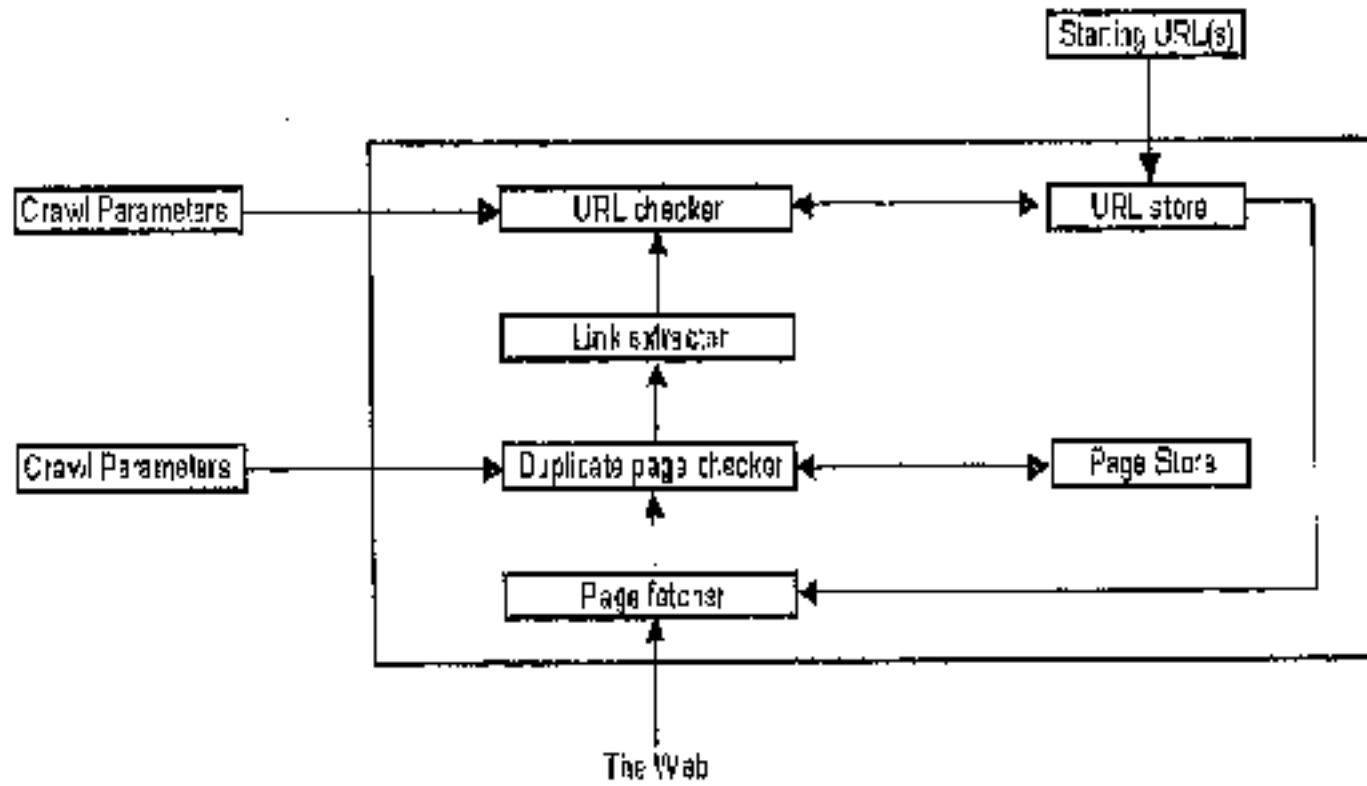 Starting URL(s)
Crawl Parameters
URL checker
URL store
Link extractor
Crawl Parameters
Duplicate page checker
Page Store
Page fetcher
The Web